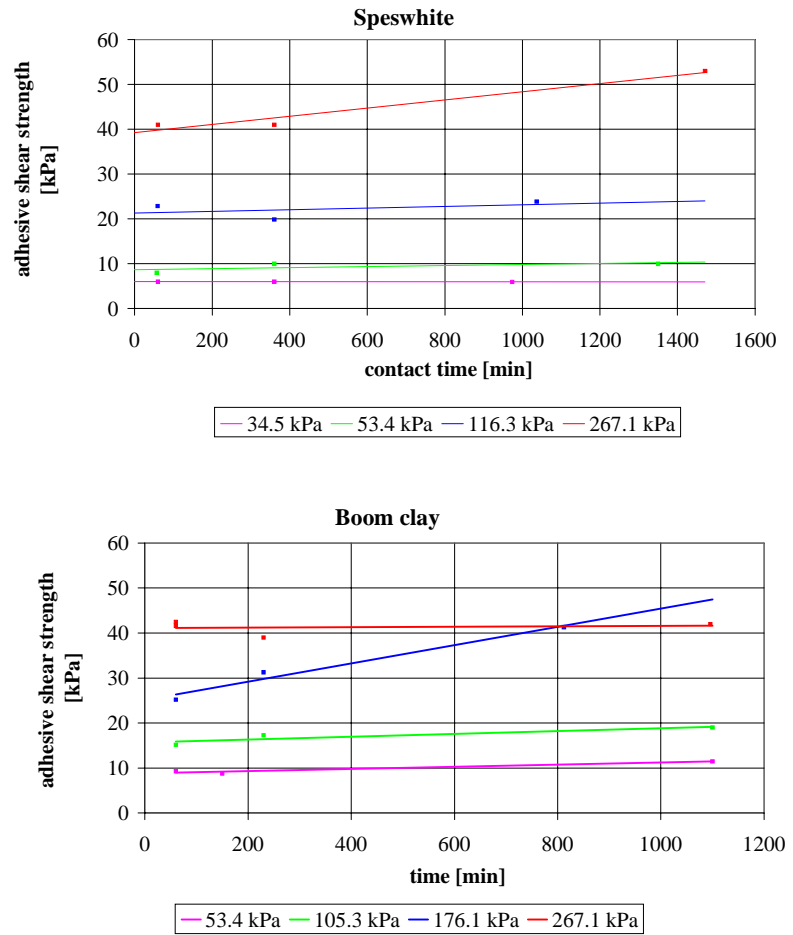 Speswhite
60
50
40
30
20
10
0
adhesive shear strength
[kPa]
0 200 400 600 800 1000 1200 1400 1600
contact time [min]
34.5 kPa 53.4 kPa 116.3 kPa 267.1 kPa
Boom clay
60
50
40
30
20
10
0
adhesive shear strength
[kPa]
0 200 400 600 800 1000 1200
time [min]
53.4 kPa 105.3 kPa 176.1 kPa 267.1 kPa